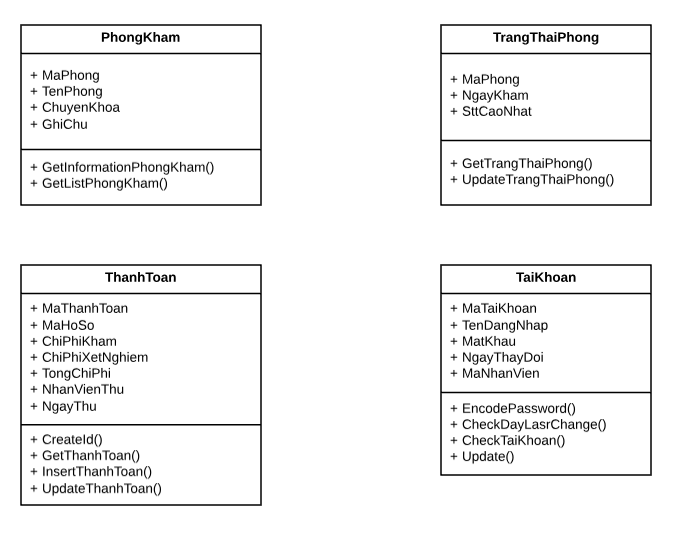 PhongKham
+ MaPhong
+ TenPhong
+ ChuyenKhoa
+ GhiChu
+ GetInformationPhongKham()
+ GetListPhongKham()
TrangThaiPhong
+ MaPhong
+ NgayKham
+ SttCaoNhat
+ GetTrangThaiPhong()
+ UpdateTrangThaiPhong()
ThanhToan
+ MaThanhToan
+ MaHoSo
+ ChiPhiKham
+ ChiPhiXetNghiem
+ TongChiPhi
+ NhanVienThu
+ NgayThu
+ CreateId()
+ GetThanhToan()
+ InsertThanhToan()
+ UpdateThanhToan()
TaiKhoan
+ MaTaiKhoan
+ TenDangNhap
+ MatKhau
+ NgayThayDoi
+ MaNhanVien
+ EncodePassword()
+ CheckDayLasrChange()
+ CheckTaiKhoan()
+ Update()